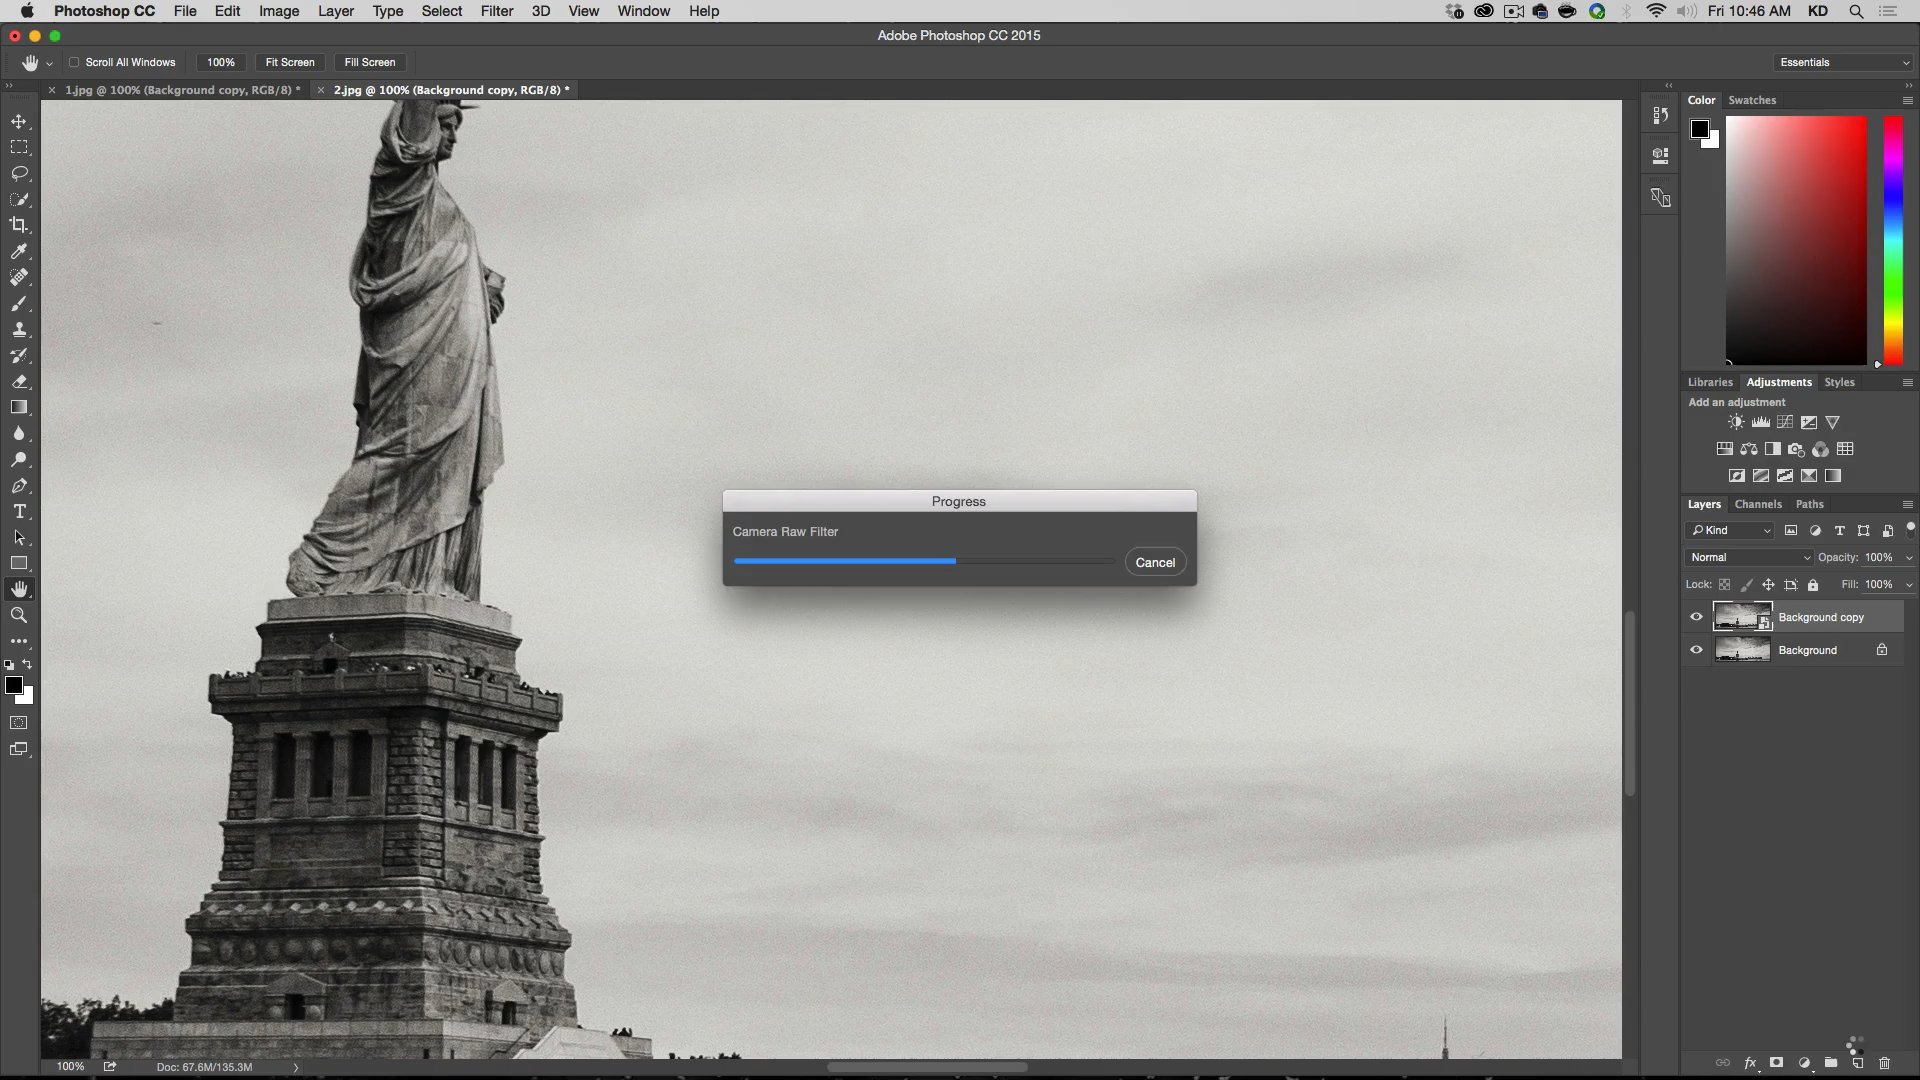 Photoshop CC File Edit Image Layer Type Select Filter 3D View Window Help Fri 10:46 AM KD
Adobe Photoshop CC 2015
Scroll All Windows 100% Fit Screen Fill Screen Essentials
1.jpg @ 100% (Background copy, RGB/8) * 2.jpg @ 100% (Background copy, RGB/8) *
Color Swatches
Libraries Adjustments Styles
Add an adjustment
Progress
Camera Raw Filter
Cancel
Layers Channels Paths
Kind
Normal Opacity: 100%
Lock: Fill: 100%
Background copy
Background
100% Doc: 67.6M/135.3M